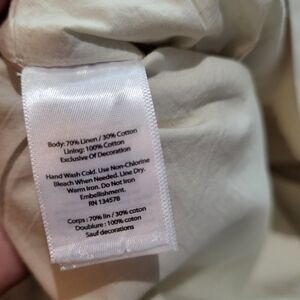 Body: 70% Linen / 30% Cotton
Lining: 100% Cotton
Exclusive Of Decoration
Hand Wash Cold. Use Non-Chlorine
Bleach When Needed. Line Dry.
Warm Iron. Do Not Iron
Embellishment.
RN 134578
Corps : 70% lin / 30% coton
Doublure : 100% coton
Sauf decorations